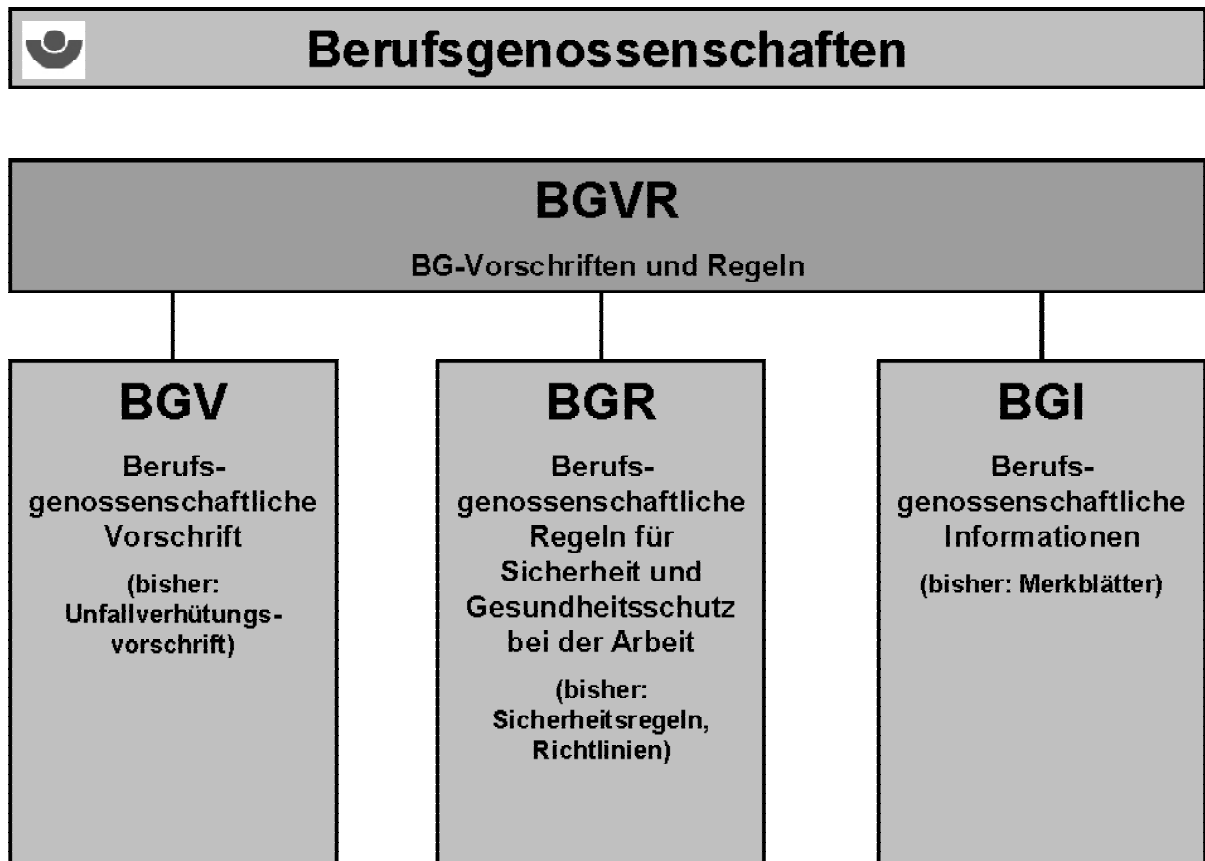 Berufsgenossenschaften
BGVR
BG-Vorschriften und Regeln
BGV
Berufs-
genossenschaftliche
Vorschrift
(bisher:
Unfallverhütungs-
vorschrift)
BGR
Berufs-
genossenschaftliche
Regeln für
Sicherheit und
Gesundheitsschutz
bei der Arbeit
(bisher:
Sicherheitsregeln,
Richtlinien)
BGI
Berufs-
genossenschaftliche
Informationen
(bisher: Merkblätter)